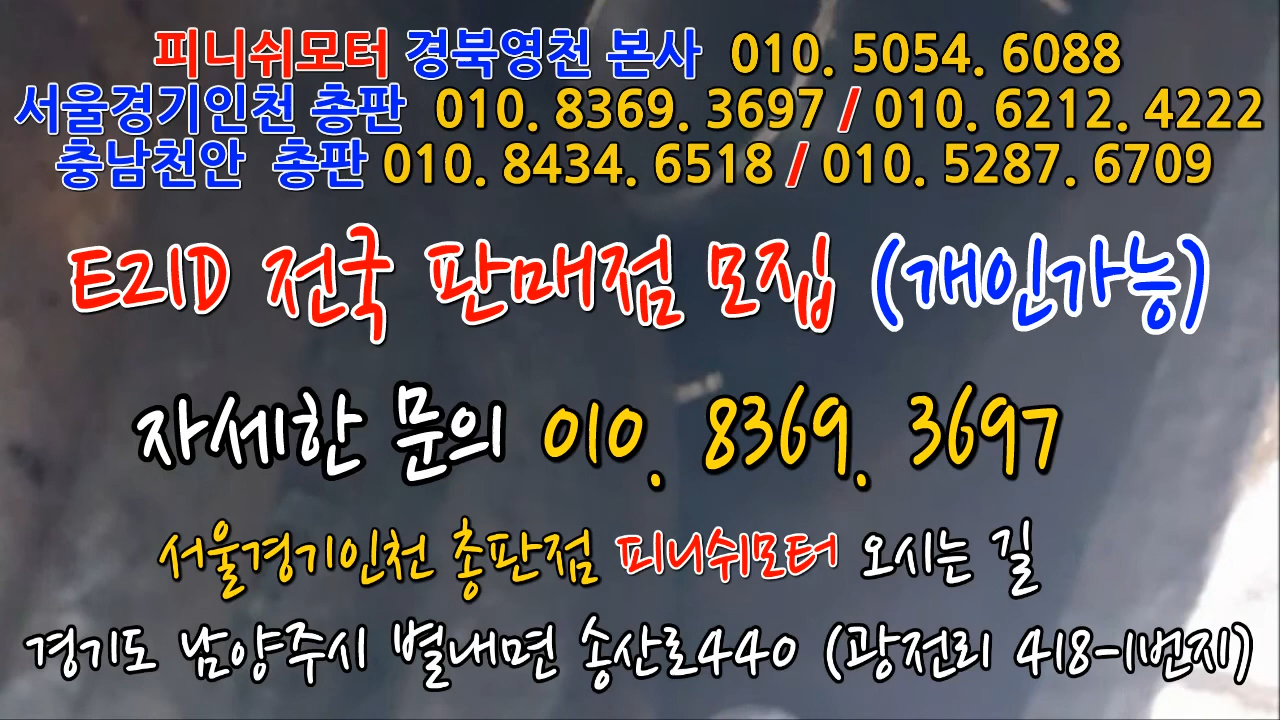 피니쉬모터 경북영천 본사 010. 5054. 6088
서울경기인천 총판 010. 8369. 3697 / 010. 6212. 4222
충남천안 총판 010. 8434. 6518 / 010. 5287. 6709
E21D 전국 판매점 모집 (개인가능)
자세한 문의 010. 8369. 3697
서울경기인천 총판점 피니쉬모터 오시는 길
경기도 남양주시 별내면 송산로440 (광전리 418-1번지)